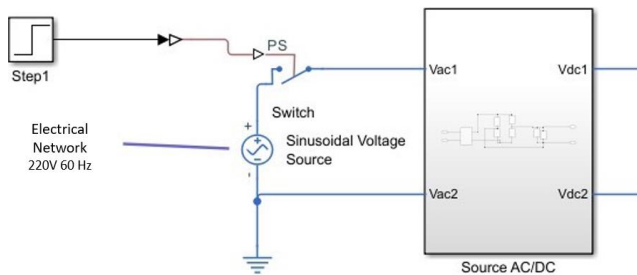 PS
Step1
Vac1
Vdc1
Switch
Electrical
Network
220V 60 Hz
+
Sinusoidal Voltage
Source
-
Vac2
Vdc2
Source AC/DC